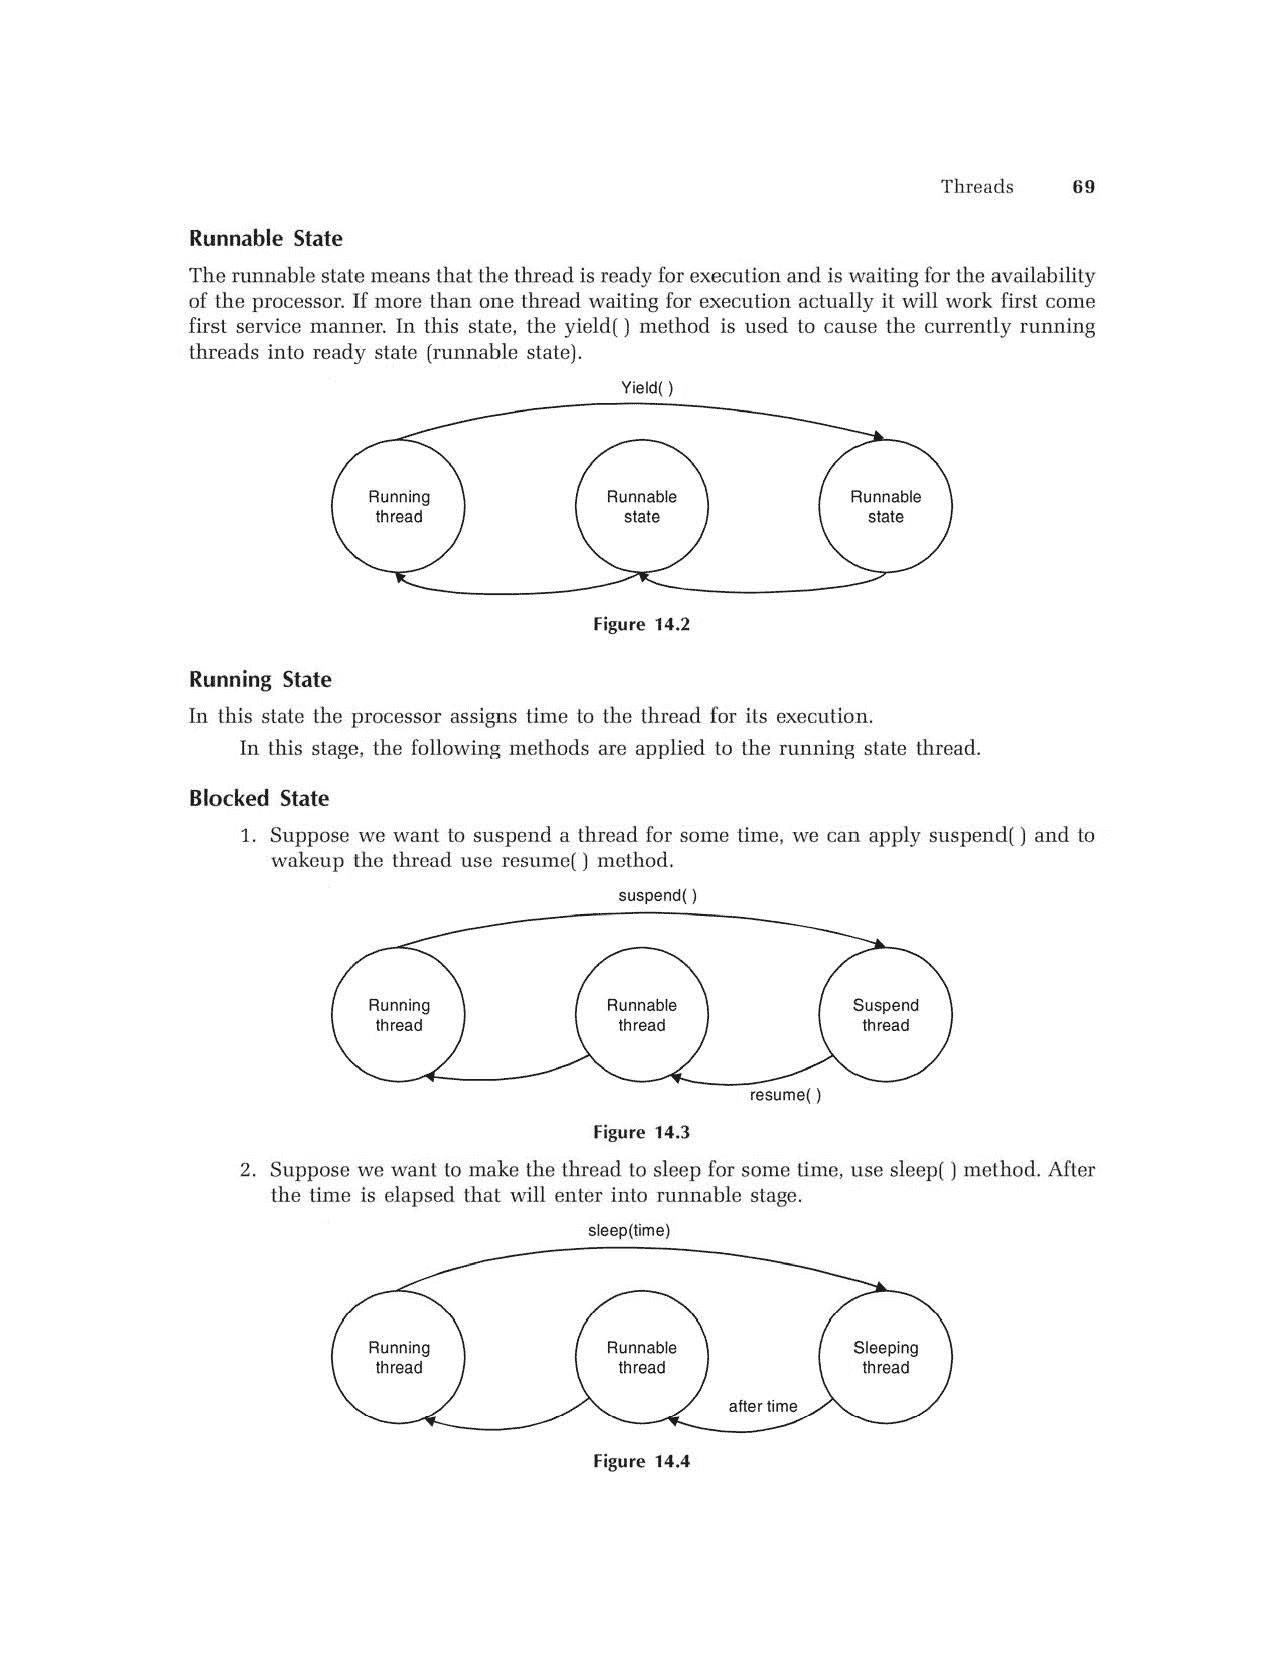 Threads 69
Runnable State
The runnable state means that the thread is ready for execution and is waiting for the availability
of the processor. If more than one thread waiting for execution actually it will work first come
first service manner. In this state, the yield( ) method is used to cause the currently running
threads into ready state (runnable state).
Yield( )
Running
thread
Runnable
state
Runnable
state
Figure 14.2
Running State
In this state the processor assigns time to the thread for its execution.
In this stage, the following methods are applied to the running state thread.
Blocked State
1. Suppose we want to suspend a thread for some time, we can apply suspend( ) and to
wakeup the thread use resume( ) method.
suspend( )
Running
thread
Runnable
thread
Suspend
thread
resume( )
Figure 14.3
2. Suppose we want to make the thread to sleep for some time, use sleep( ) method. After
the time is elapsed that will enter into runnable stage.
sleep(time)
Running
thread
Runnable
thread
Sleeping
thread
after time
Figure 14.4